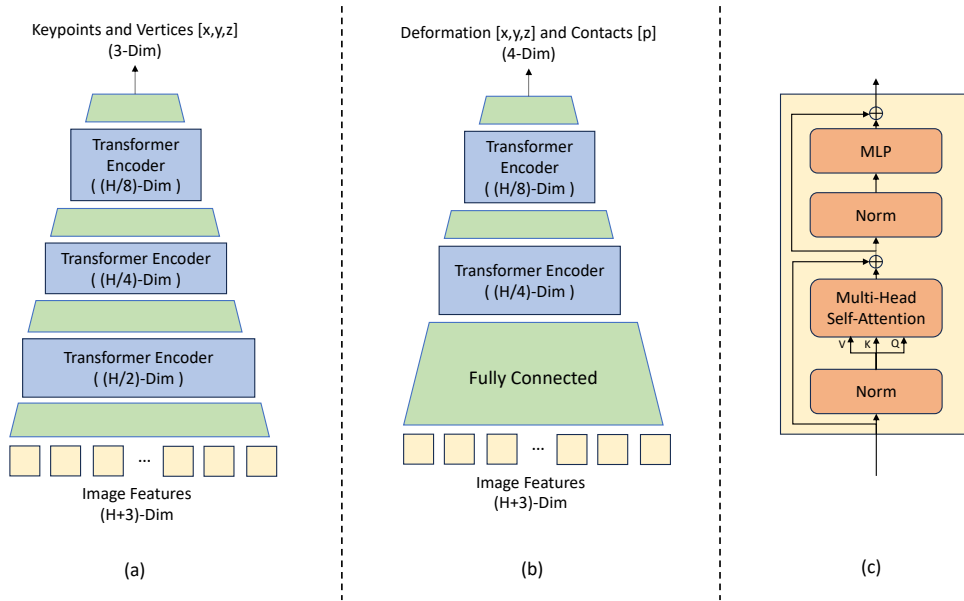 Keypoints and Vertices [x,y,z]
(3-Dim)
Transformer
Encoder
( (H/8)-Dim )
Transformer Encoder
( (H/4)-Dim )
Transformer Encoder
( (H/2)-Dim )
...
Image Features
(H+3)-Dim
(a)
Deformation [x,y,z] and Contacts [p]
(4-Dim)
Transformer
Encoder
( (H/8)-Dim )
Transformer Encoder
( (H/4)-Dim )
Fully Connected
...
Image Features
(H+3)-Dim
(b)
MLP
Norm
Multi-Head
Self-Attention
V K Q
Norm
(c)